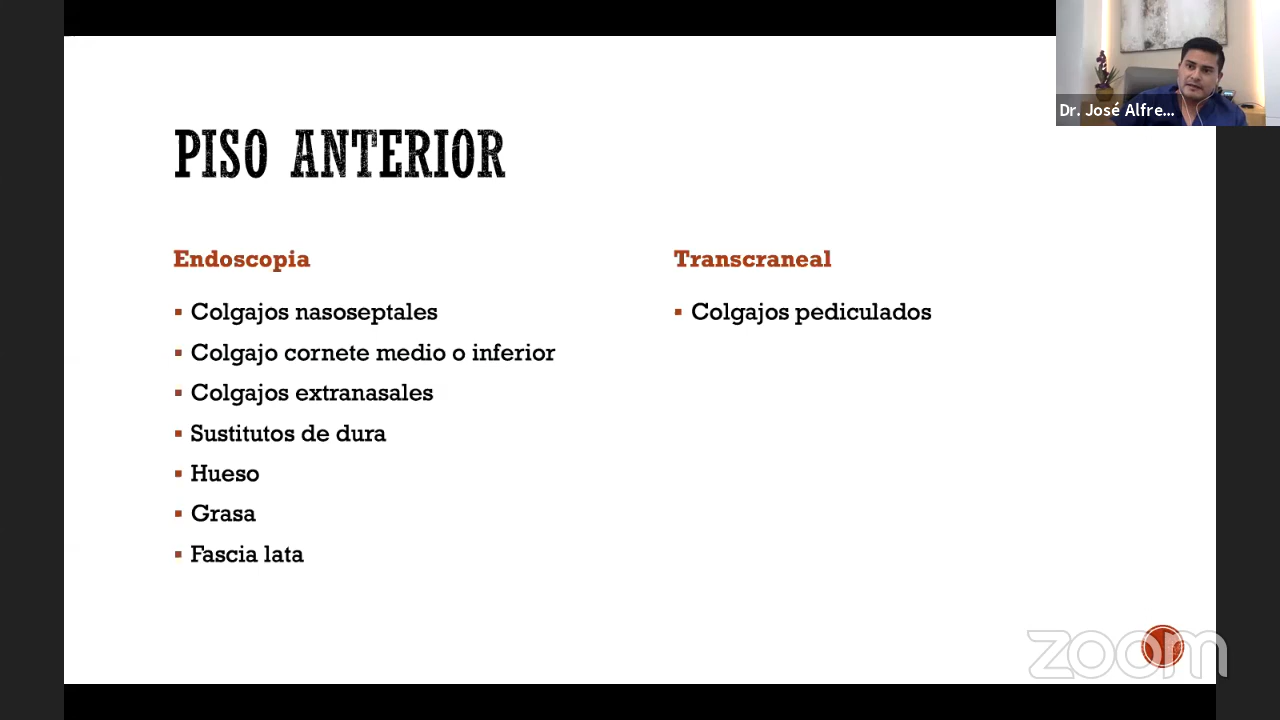 Dr. José Alfre...
PISO ANTERIOR
Endoscopia
Colgajos nasoseptales
Colgajo cornete medio o inferior
Colgajos extranasales
Sustitutos de dura
Hueso
Grasa
Fascia lata
Transcraneal
Colgajos pediculados
zoom